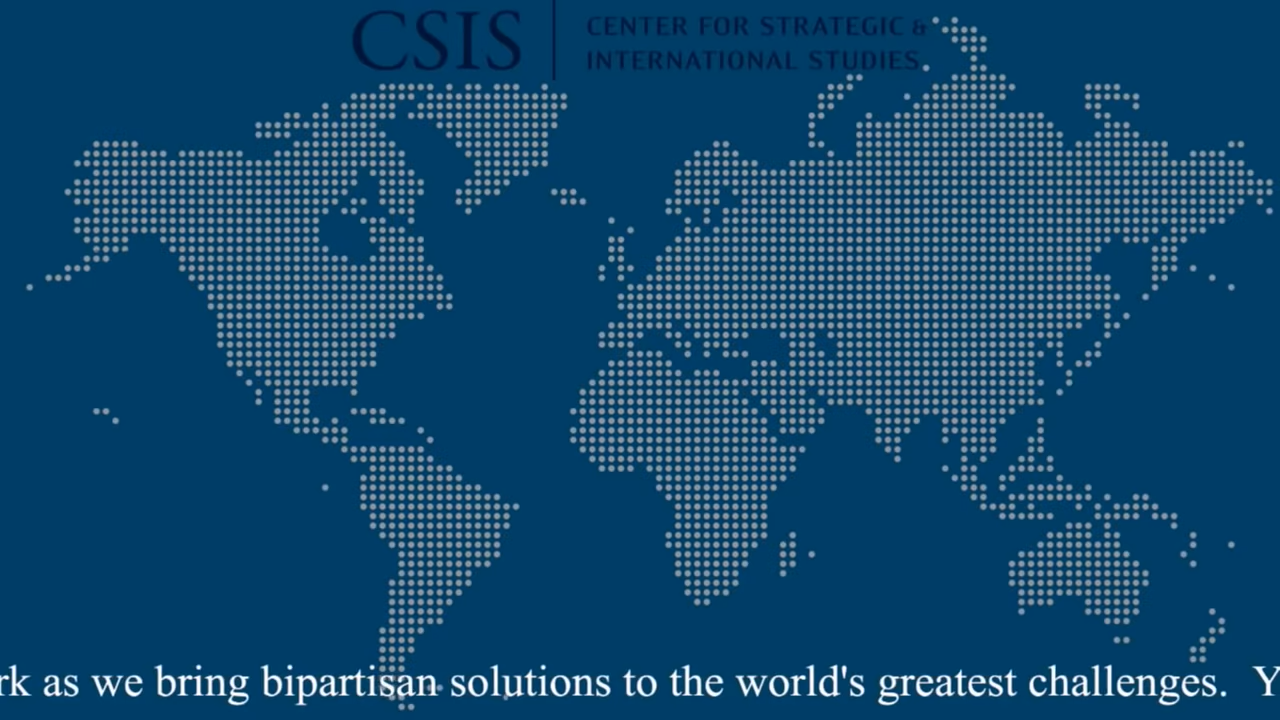 CSIS
CENTER FOR STRATEGIC &
INTERNATIONAL STUDIES
rk as we bring bipartisan solutions to the world's greatest challenges. Y